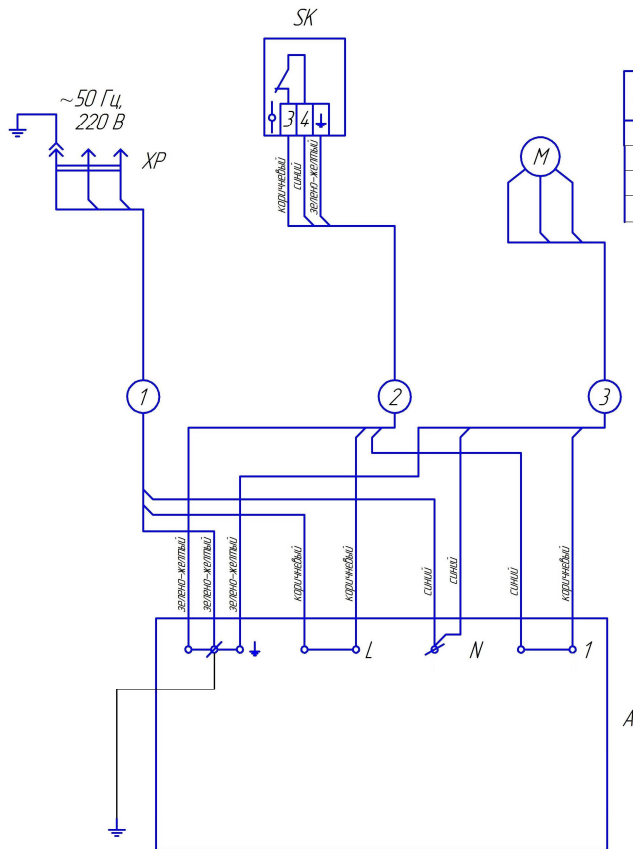 SK
~50 Гц,
220 В
XP
3 4
коричневый
синий
зелено-желтый
M
1
2
3
зелено-желтый
зелено-желтый
зелено-желтый
коричневый
коричневый
синий
синий
синий
коричневый
L
N
1
A